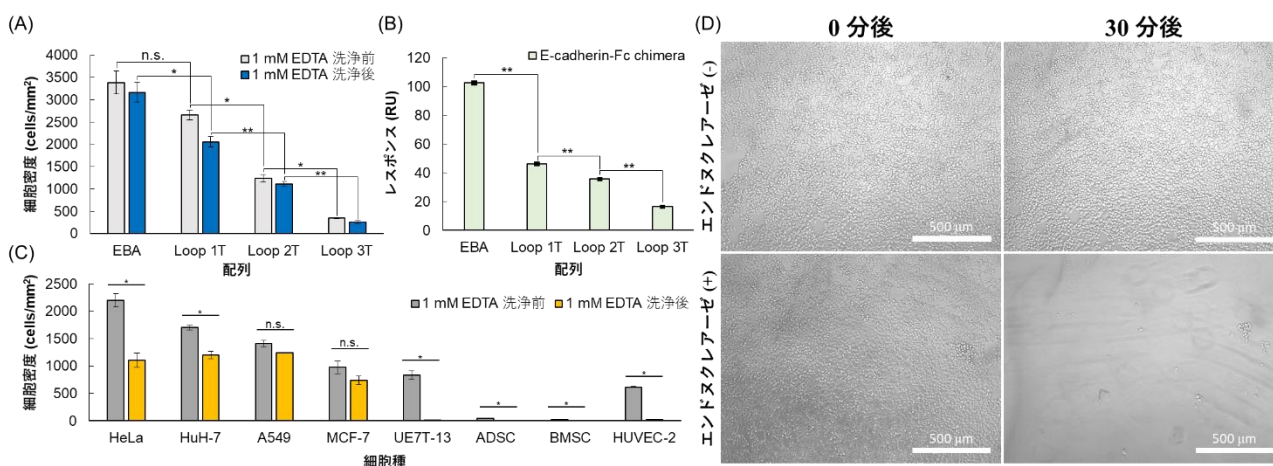 (A)
4000
3500
3000
2500
2000
1500
1000
500
0
細胞密度 (cells/mm²)
n.s.
*
*
**
*
**
1 mM EDTA 洗浄前
1 mM EDTA 洗浄後
EBA Loop 1T Loop 2T Loop 3T
配列
(B)
120
100
80
60
40
20
0
レスポンス (RU)
E-cadherin-Fc chimera
**
**
**
EBA Loop 1T Loop 2T Loop 3T
配列
(C)
2500
2000
1500
1000
500
0
細胞密度 (cells/mm²)
1 mM EDTA 洗浄前
1 mM EDTA 洗浄後
*
*
n.s.
n.s.
*
*
*
*
HeLa HuH-7 A549 MCF-7 UE7T-13 ADSC BMSC HUVEC-2
細胞種
(D)
0 分後 30 分後
エンドヌクレアーゼ (-)
500 μm
500 μm
エンドヌクレアーゼ (+)
500 μm
500 μm